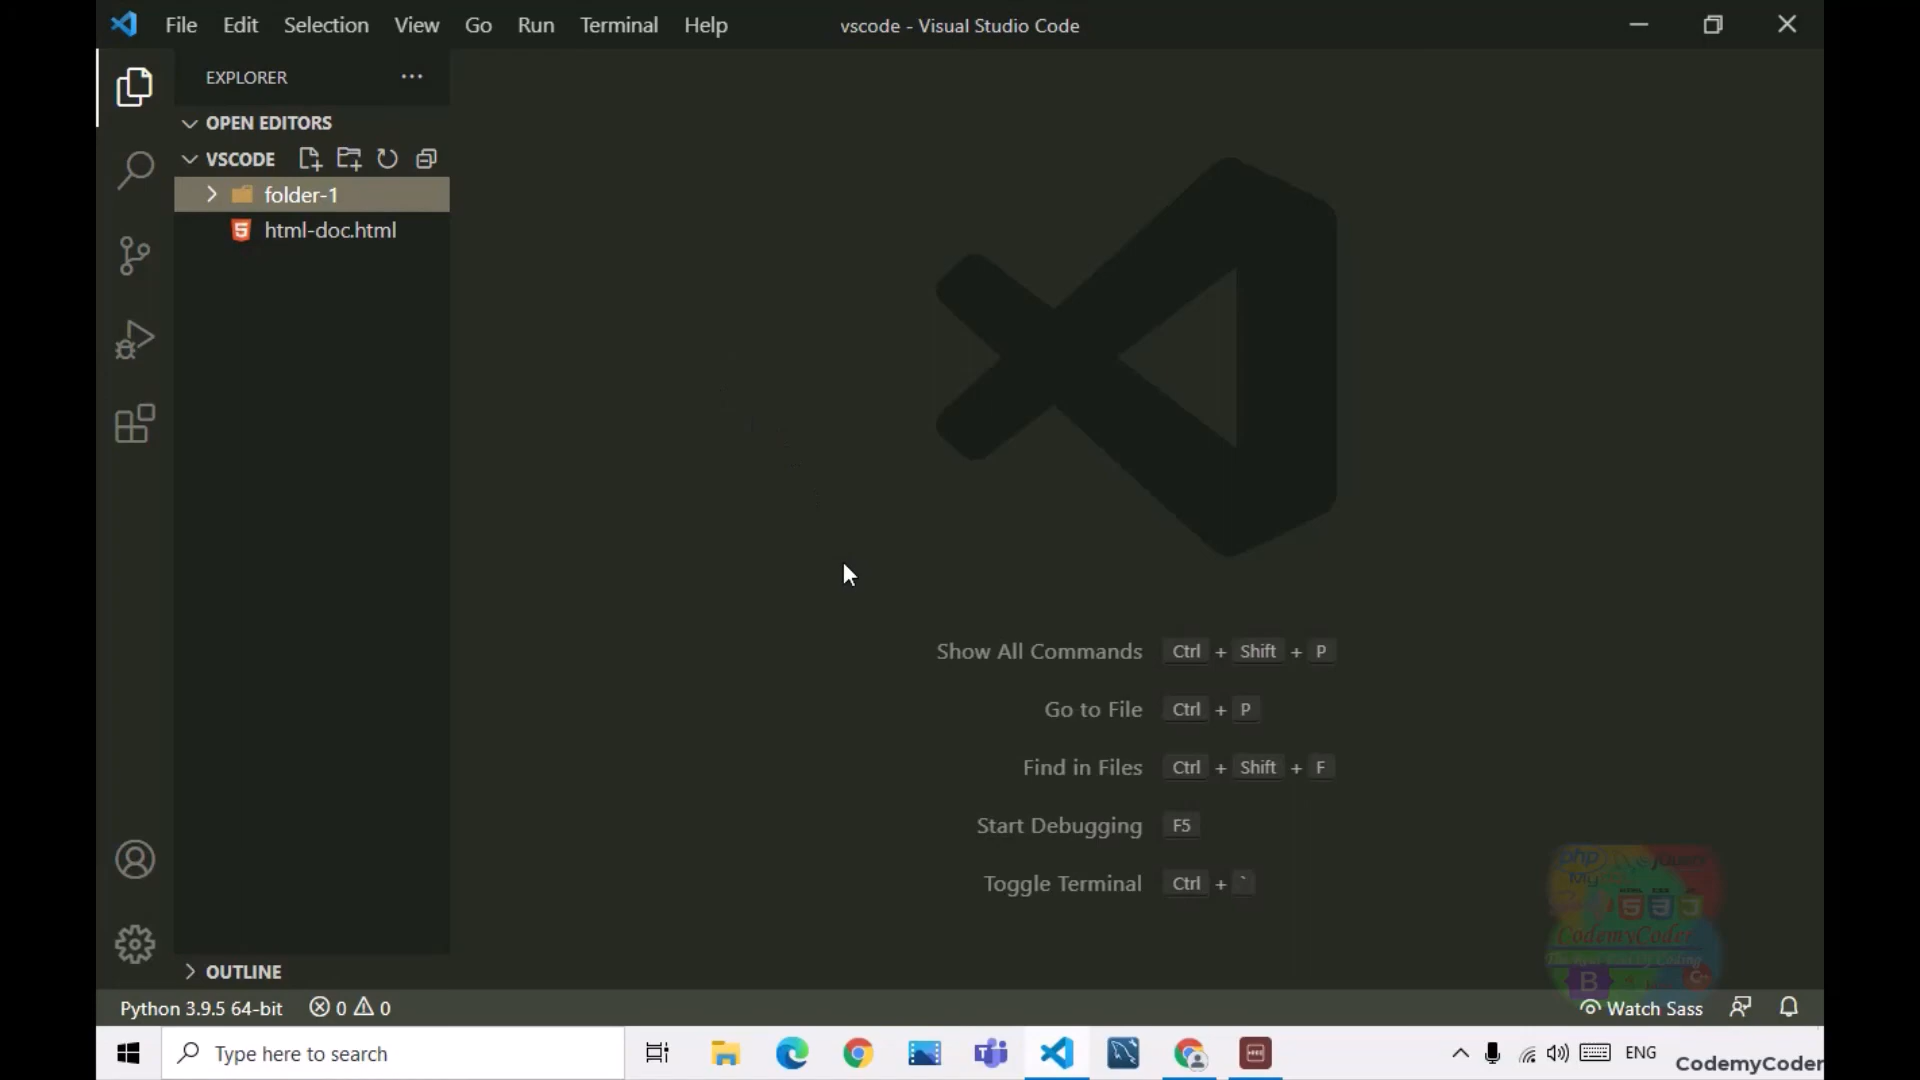 File Edit Selection View Go Run Terminal Help
vscode - Visual Studio Code
EXPLORER
OPEN EDITORS
VSCODE
folder-1
html-doc.html
Show All Commands Ctrl + Shift + P
Go to File Ctrl + P
Find in Files Ctrl + Shift + F
Start Debugging F5
Toggle Terminal Ctrl + `
php
My
CodemyCoder
B
OUTLINE
Python 3.9.5 64-bit 0 0
Watch Sass
Type here to search
ENG
CodemyCoder